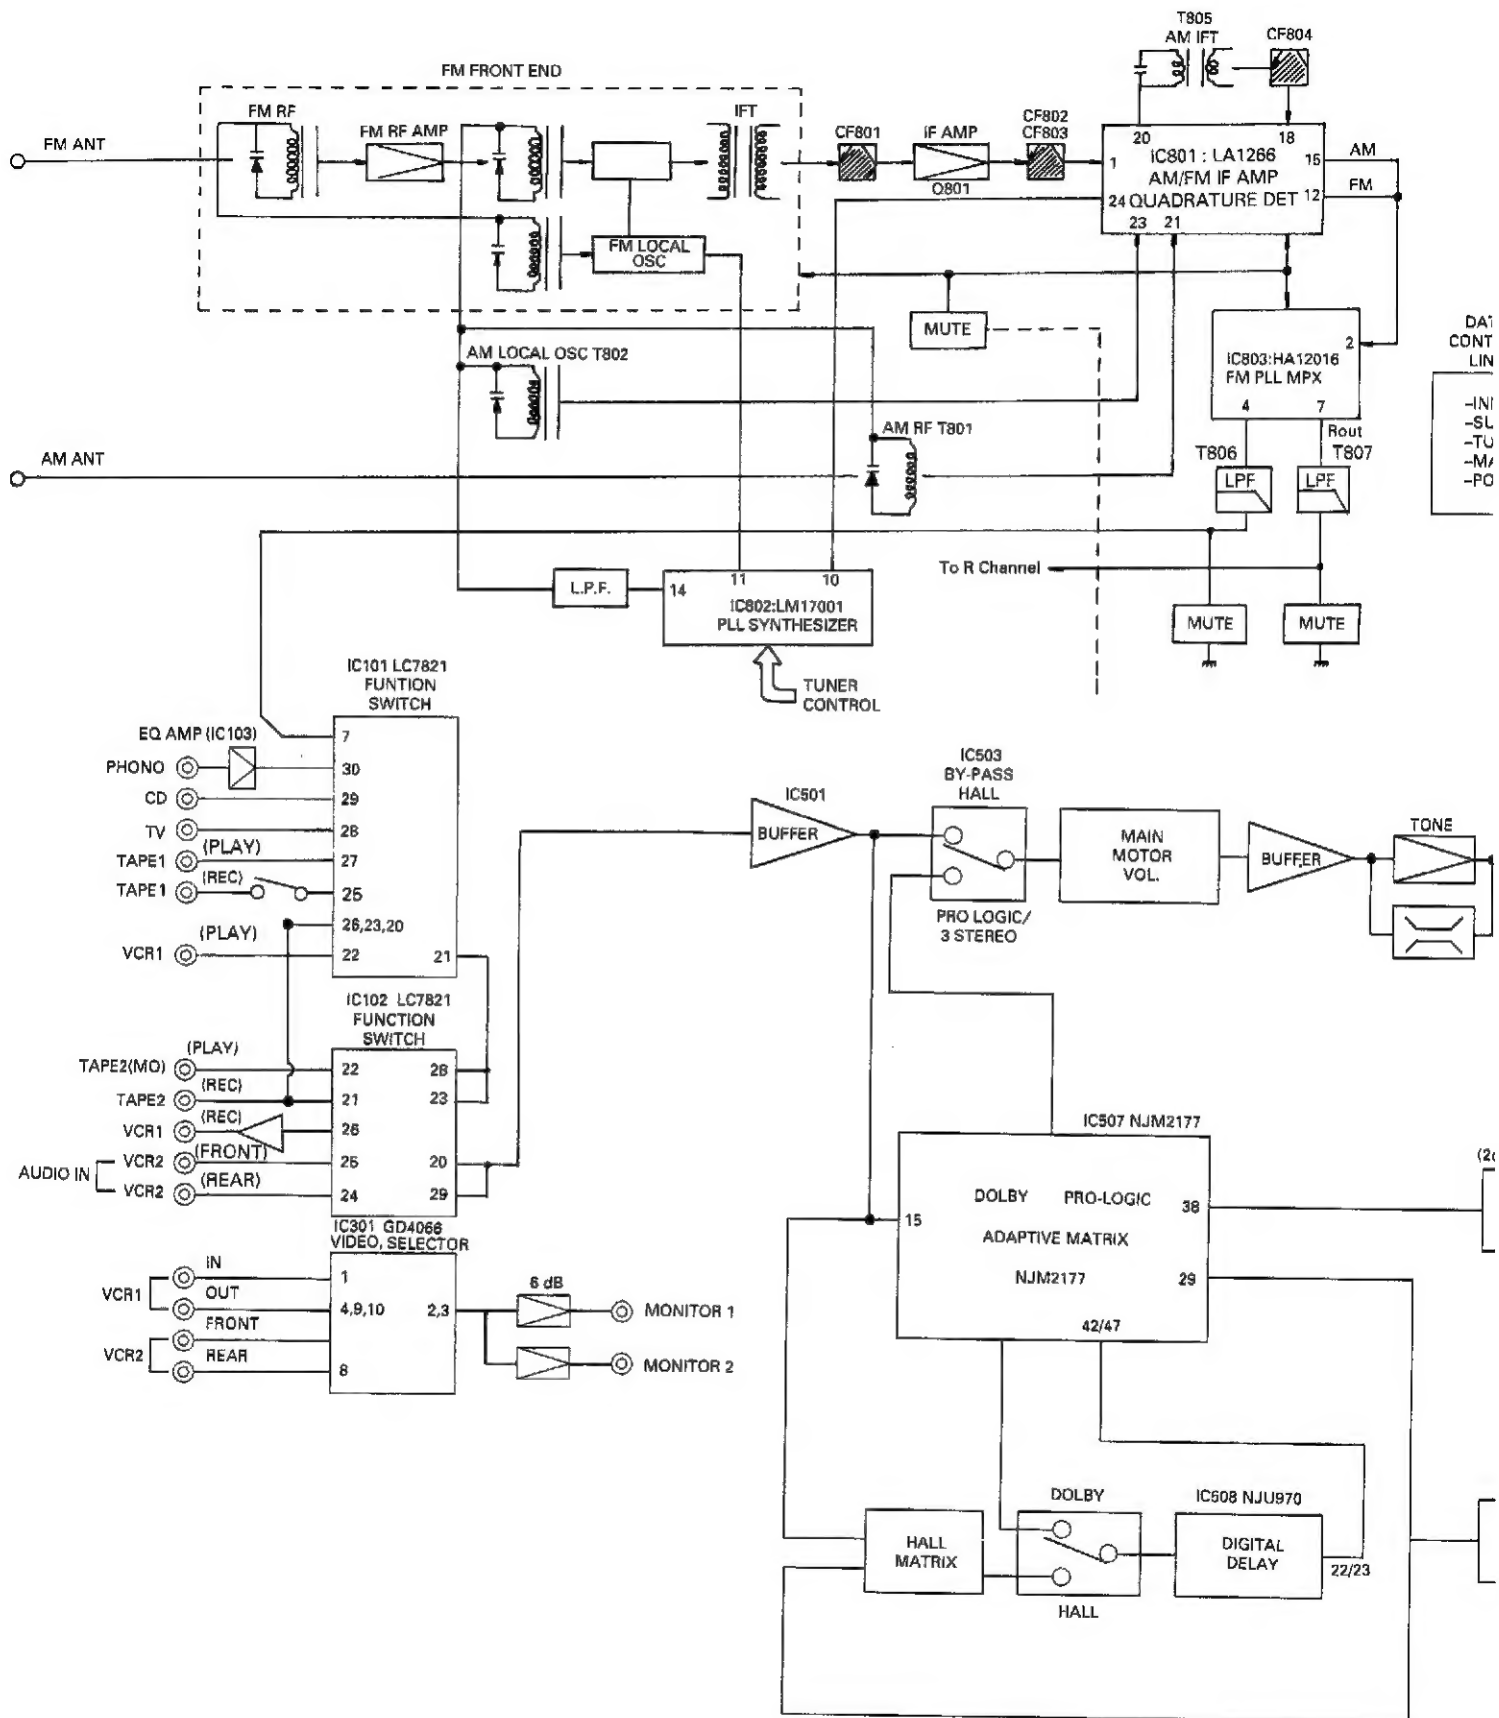 T805
AM IFT
CF804
FM FRONT END
FM RF
FM RF AMP
IFT
FM ANT
CF801
IF AMP
CF802
CF803
Q801
20
18
1
IC801 : LA1266
AM/FM IF AMP
QUADRATURE DET
15
AM
12
FM
24
23
21
FM LOCAL
OSC
MUTE
IC803:HA12016
FM PLL MPX
2
4
7
Rout
T806
T807
LPF
LPF
DAT
CONT
LIN
-INI
-SU
-TU
-MA
-PO
AM LOCAL OSC T802
AM RF T801
AM ANT
To R Channel
MUTE
MUTE
L.P.F.
14
11
10
IC802:LM17001
PLL SYNTHESIZER
TUNER
CONTROL
IC101 LC7821
FUNTION
SWITCH
EQ AMP (IC103)
7
PHONO
30
CD
29
TV
28
TAPE1
(PLAY)
27
TAPE1
(REC)
25
26,23,20
VCR1
(PLAY)
22
21
IC102 LC7821
FUNCTION
SWITCH
TAPE2(MO)
(PLAY)
22
28
TAPE2
(REC)
21
23
VCR1
(REC)
26
AUDIO IN
VCR2
(FRONT)
25
20
VCR2
(REAR)
24
29
IC301 GD4066
VIDEO, SELECTOR
VCR1
IN
1
OUT
4,9,10
2,3
VCR2
FRONT
REAR
8
6 dB
MONITOR 1
MONITOR 2
IC501
BUFFER
IC503
BY-PASS
HALL
PRO LOGIC/
3 STEREO
MAIN
MOTOR
VOL.
BUFFER
TONE
IC507 NJM2177
15
DOLBY PRO-LOGIC
ADAPTIVE MATRIX
NJM2177
38
29
42/47
HALL
MATRIX
DOLBY
HALL
IC508 NJU970
DIGITAL
DELAY
22/23